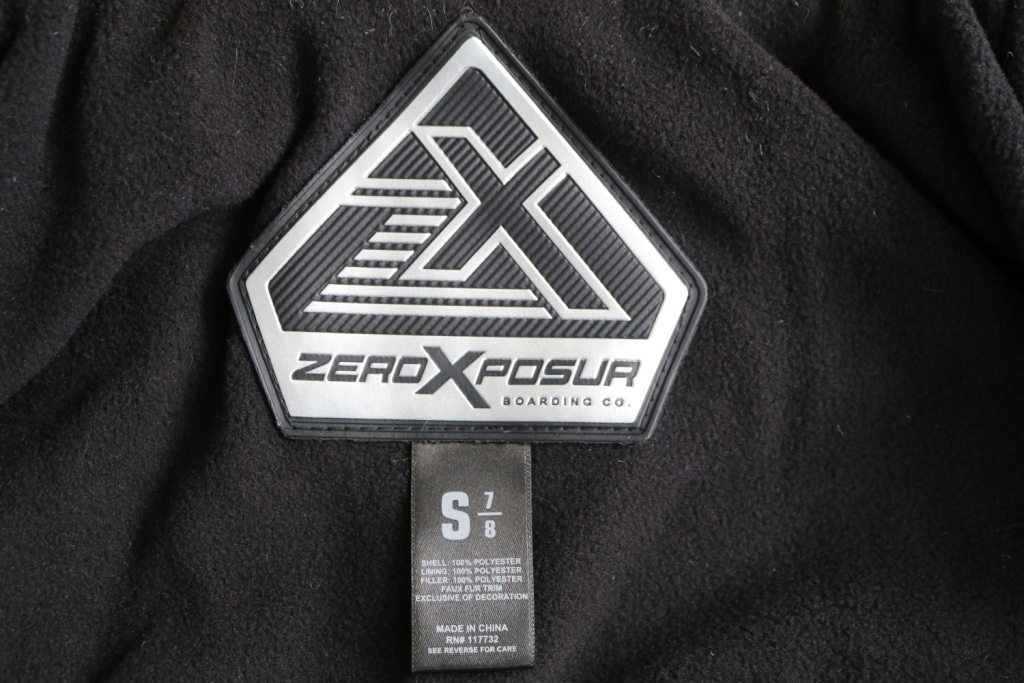 ZX
ZEROXPOSUR
BOARDING CO.
S 7/8
SHELL: 100% POLYESTER
LINING: 100% POLYESTER
FILLER: 100% POLYESTER
FAUX FUR TRIM
EXCLUSIVE OF DECORATION
MADE IN CHINA
RN# 117732
SEE REVERSE FOR CARE